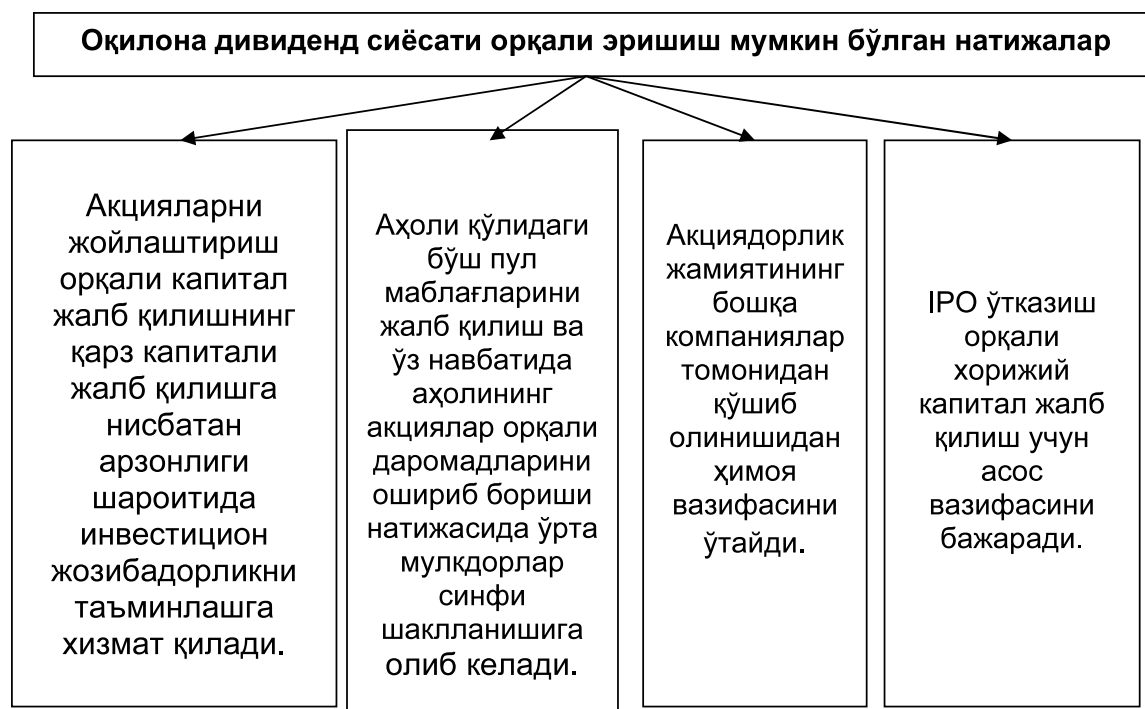 Оқилона дивиденд сиёсати орқали эришиш мумкин бўлган натижалар
Акцияларни
жойлаштириш
орқали капитал
жалб қилишнинг
қарз капитали
жалб қилишга
нисбатан
арзонлиги
шароитида
инвестицион
жозибадорликни
таъминлашга
хизмат қилади.
Аҳоли қўлидаги
бўш пул
маблағларини
жалб қилиш ва
ўз навбатида
аҳолининг
акциялар орқали
даромадларини
ошириб бориши
натижасида ўрта
мулкдорлар
синфи
шаклланишига
олиб келади.
Акциядорлик
жамиятининг
бошқа
компаниялар
томонидан
қўшиб
олинишидан
ҳимоя
вазифасини
ўтайди.
IPO ўтказиш
орқали
хорижий
капитал жалб
қилиш учун
асос
вазифасини
бажаради.